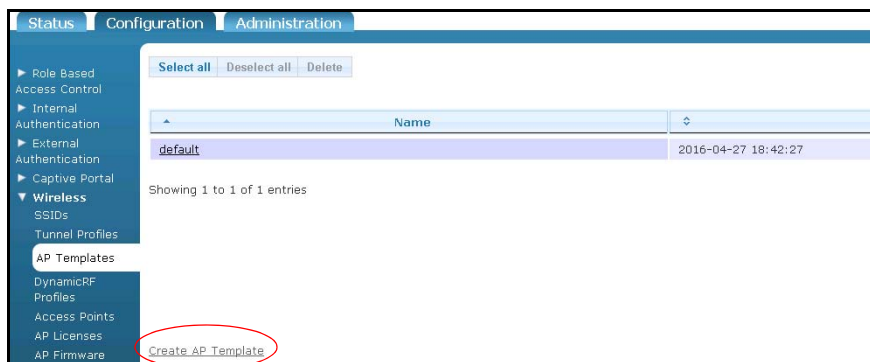 Status Configuration Administration
Role Based
Access Control
Internal
Authentication
External
Authentication
Captive Portal
Wireless
SSIDs
Tunnel Profiles
AP Templates
DynamicRF
Profiles
Access Points
AP Licenses
AP Firmware
Select all Deselect all Delete
Name
default 2016-04-27 18:42:27
Showing 1 to 1 of 1 entries
Create AP Template